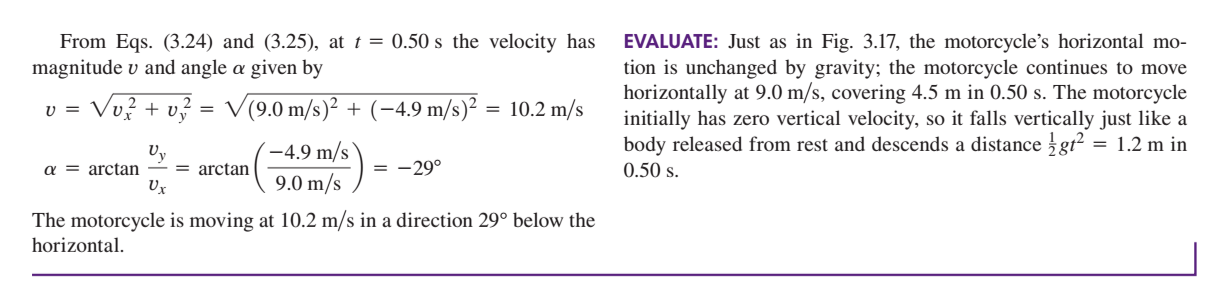 From Eqs. (3.24) and (3.25), at t = 0.50 s the velocity has
magnitude v and angle α given by
v = √(v_x² + v_y²) = √((9.0 m/s)² + (−4.9 m/s)²) = 10.2 m/s
α = arctan v_y/v_x = arctan(−4.9 m/s / 9.0 m/s) = −29°
The motorcycle is moving at 10.2 m/s in a direction 29° below the
horizontal.
EVALUATE: Just as in Fig. 3.17, the motorcycle's horizontal mo-
tion is unchanged by gravity; the motorcycle continues to move
horizontally at 9.0 m/s, covering 4.5 m in 0.50 s. The motorcycle
initially has zero vertical velocity, so it falls vertically just like a
body released from rest and descends a distance ½gt² = 1.2 m in
0.50 s.